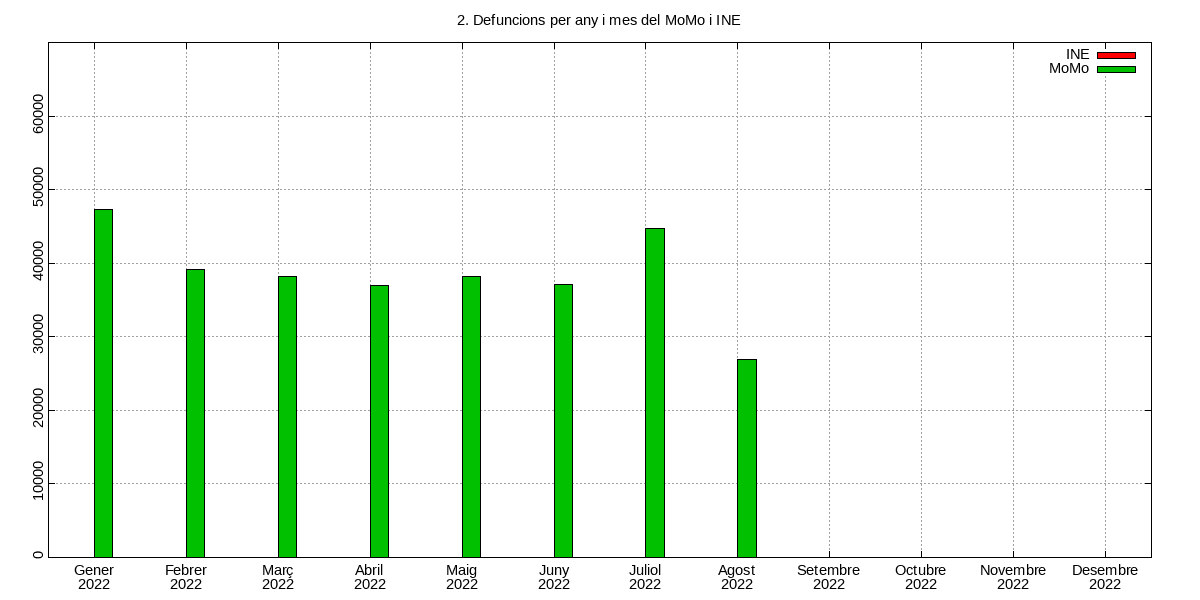 2. Defuncions per any i mes del MoMo i INE
INE
MoMo
60000
50000
40000
30000
20000
10000
0
Gener Febrer Març Abril Maig Juny Juliol Agost Setembre Octubre Novembre Desembre
2022 2022 2022 2022 2022 2022 2022 2022 2022 2022 2022 2022